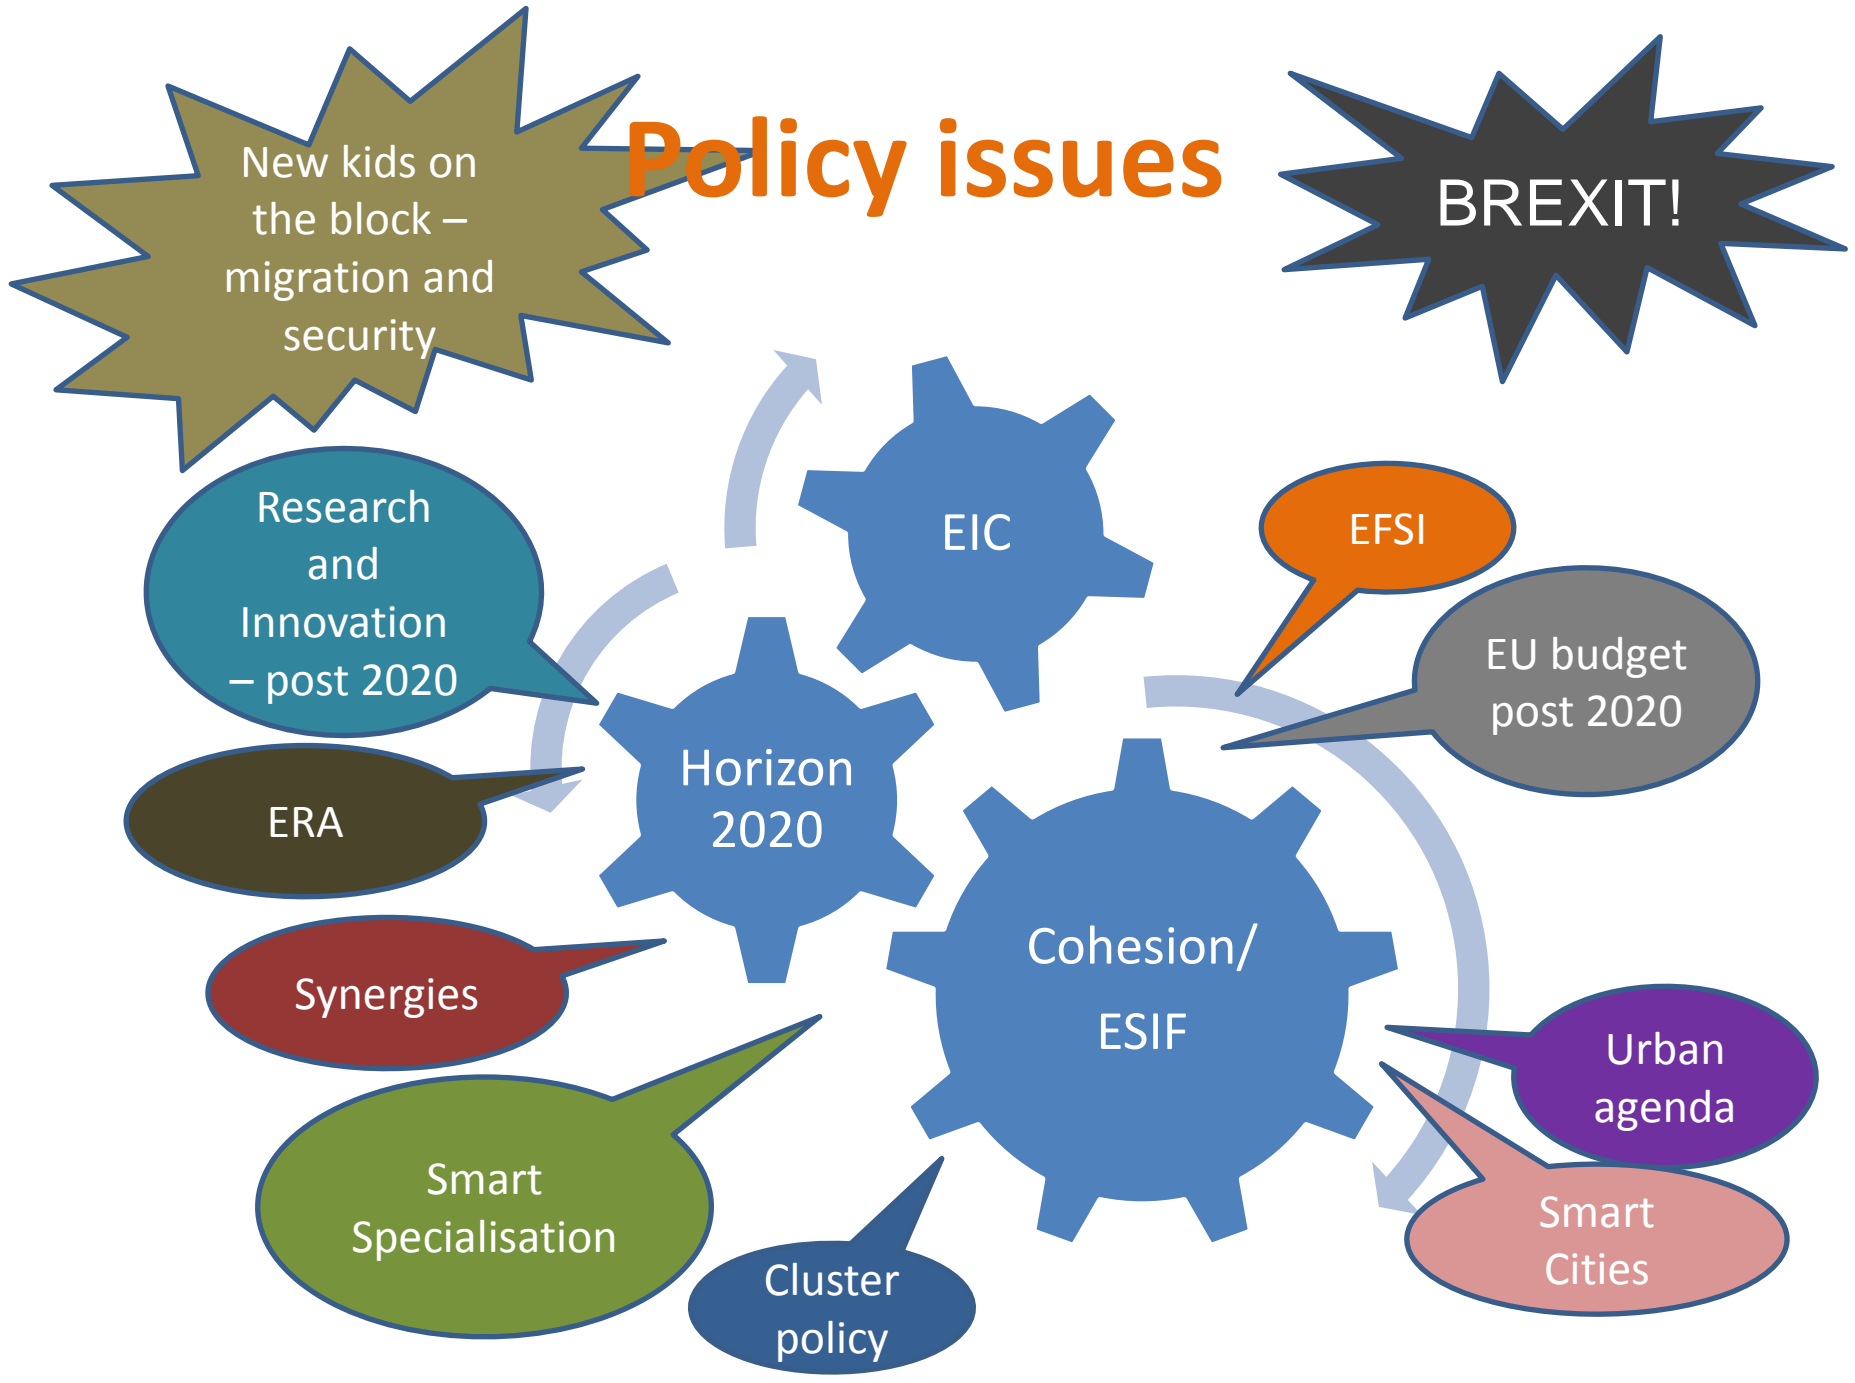 Policy issues
New kids on
the block –
migration and
security
BREXIT!
EIC
Research
and
Innovation
– post 2020
EFSI
EU budget
post 2020
Horizon
2020
ERA
Cohesion/
ESIF
Synergies
Urban
agenda
Smart
Specialisation
Smart
Cities
Cluster
policy